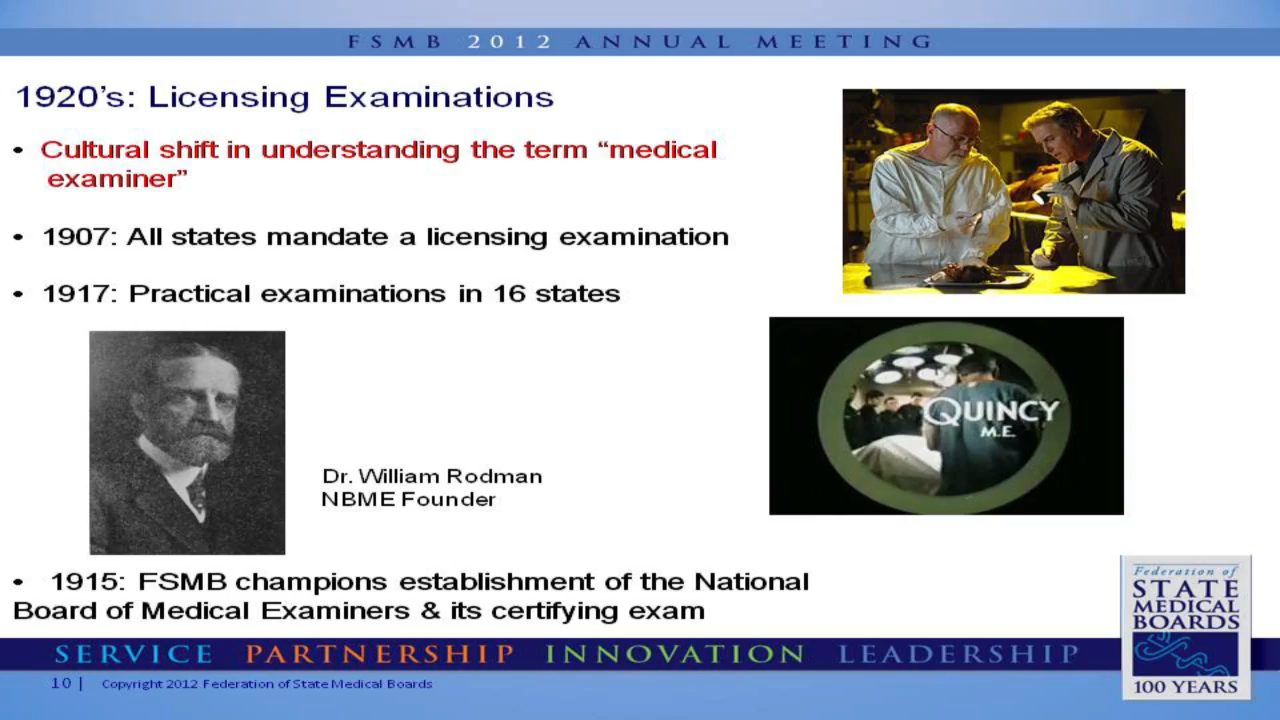 FSMB 2012 ANNUAL MEETING
1920's: Licensing Examinations
• Cultural shift in understanding the term “medical
examiner”
• 1907: All states mandate a licensing examination
• 1917: Practical examinations in 16 states
QUINCY
M.E.
Dr. William Rodman
NBME Founder
• 1915: FSMB champions establishment of the National
Board of Medical Examiners & its certifying exam
Federation of
STATE
MEDICAL
BOARDS
100 YEARS
SERVICE PARTNERSHIP INNOVATION LEADERSHIP
10 | Copyright 2012 Federation of State Medical Boards